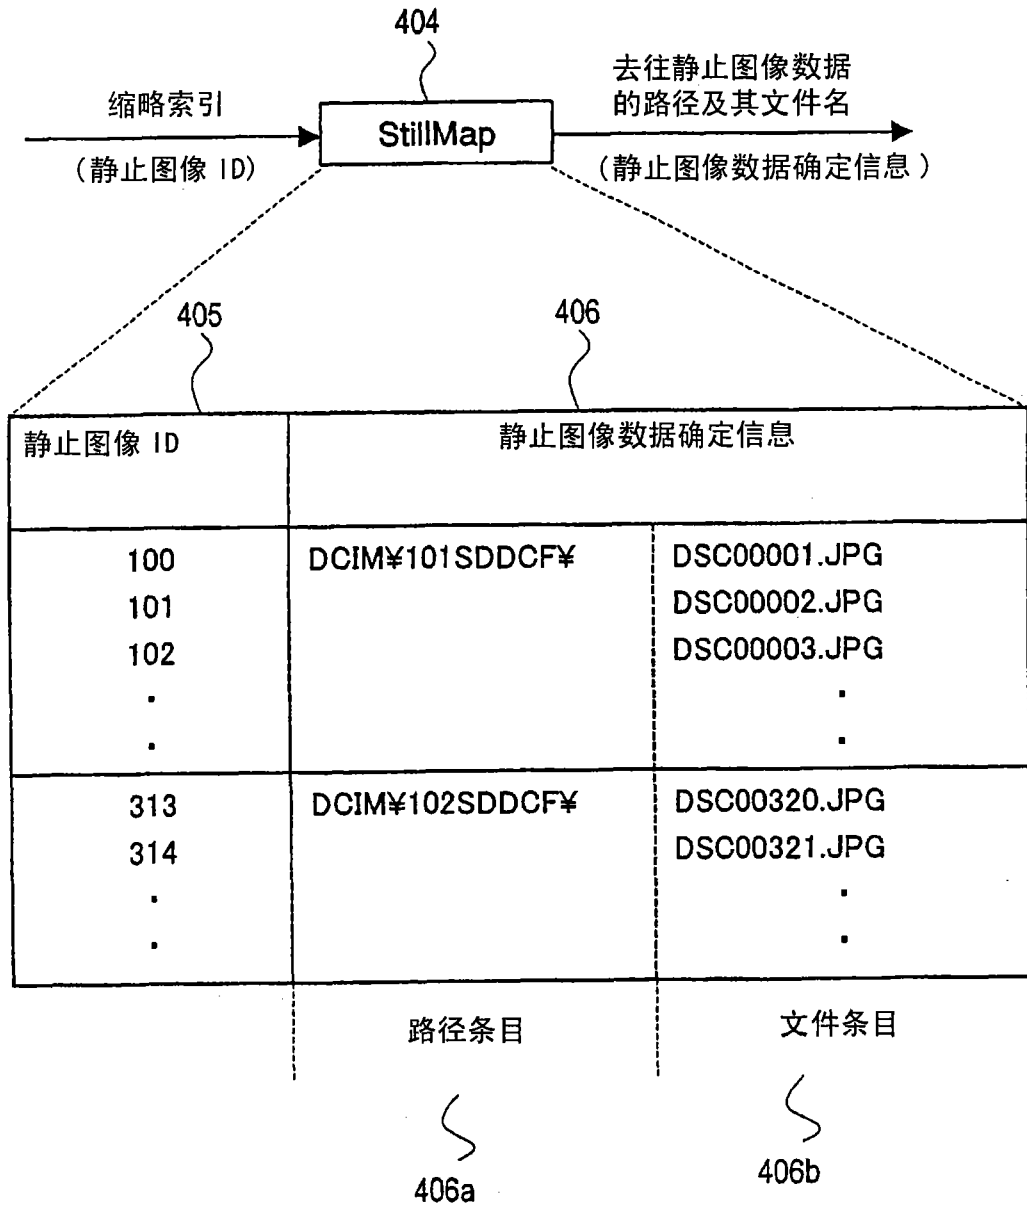 404
缩略索引
(静止图像 ID)
StillMap
去往静止图像数据
的路径及其文件名
(静止图像数据确定信息)
405
406
静止图像 ID
静止图像数据确定信息
100 DCIM¥101SDDCF¥ DSC00001.JPG
101 DSC00002.JPG
102 DSC00003.JPG
313 DCIM¥102SDDCF¥ DSC00320.JPG
314 DSC00321.JPG
路径条目
文件条目
406a
406b